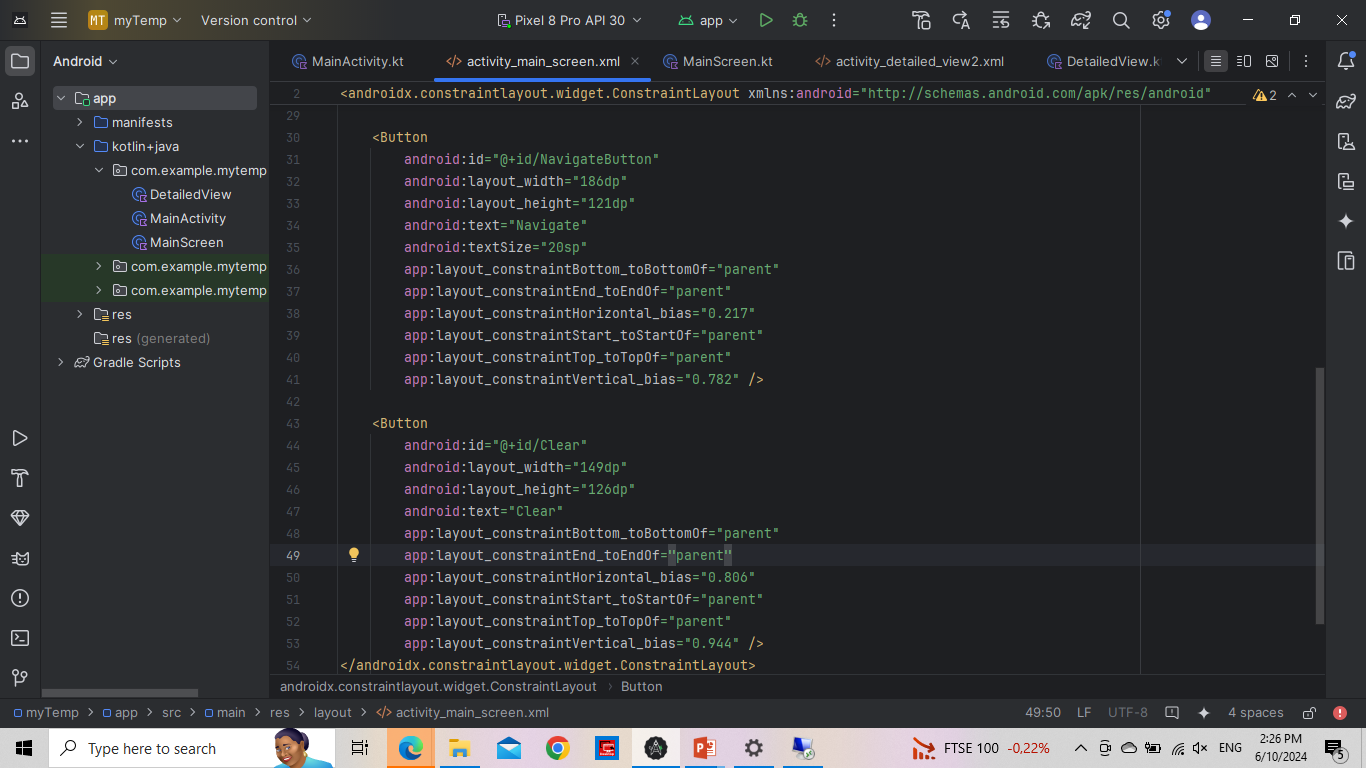 MT myTemp Version control Pixel 8 Pro API 30 app
Android
MainActivity.kt activity_main_screen.xml MainScreen.kt activity_detailed_view2.xml DetailedView.k
app
manifests
kotlin+java
com.example.mytemp
DetailedView
MainActivity
MainScreen
com.example.mytemp
com.example.mytemp
res
res (generated)
Gradle Scripts
2 <androidx.constraintlayout.widget.ConstraintLayout xmlns:android="http://schemas.android.com/apk/res/android" 2
29
30 <Button
31 android:id="@+id/NavigateButton"
32 android:layout_width="186dp"
33 android:layout_height="121dp"
34 android:text="Navigate"
35 android:textSize="20sp"
36 app:layout_constraintBottom_toBottomOf="parent"
37 app:layout_constraintEnd_toEndOf="parent"
38 app:layout_constraintHorizontal_bias="0.217"
39 app:layout_constraintStart_toStartOf="parent"
40 app:layout_constraintTop_toTopOf="parent"
41 app:layout_constraintVertical_bias="0.782" />
42
43 <Button
44 android:id="@+id/Clear"
45 android:layout_width="149dp"
46 android:layout_height="126dp"
47 android:text="Clear"
48 app:layout_constraintBottom_toBottomOf="parent"
49 app:layout_constraintEnd_toEndOf="parent"
50 app:layout_constraintHorizontal_bias="0.806"
51 app:layout_constraintStart_toStartOf="parent"
52 app:layout_constraintTop_toTopOf="parent"
53 app:layout_constraintVertical_bias="0.944" />
54 </androidx.constraintlayout.widget.ConstraintLayout>
androidx.constraintlayout.widget.ConstraintLayout › Button
myTemp > app > src > main > res > layout > activity_main_screen.xml 49:50 LF UTF-8 4 spaces
Type here to search FTSE 100 -0,22% ENG 2:26 PM
6/10/2024 5